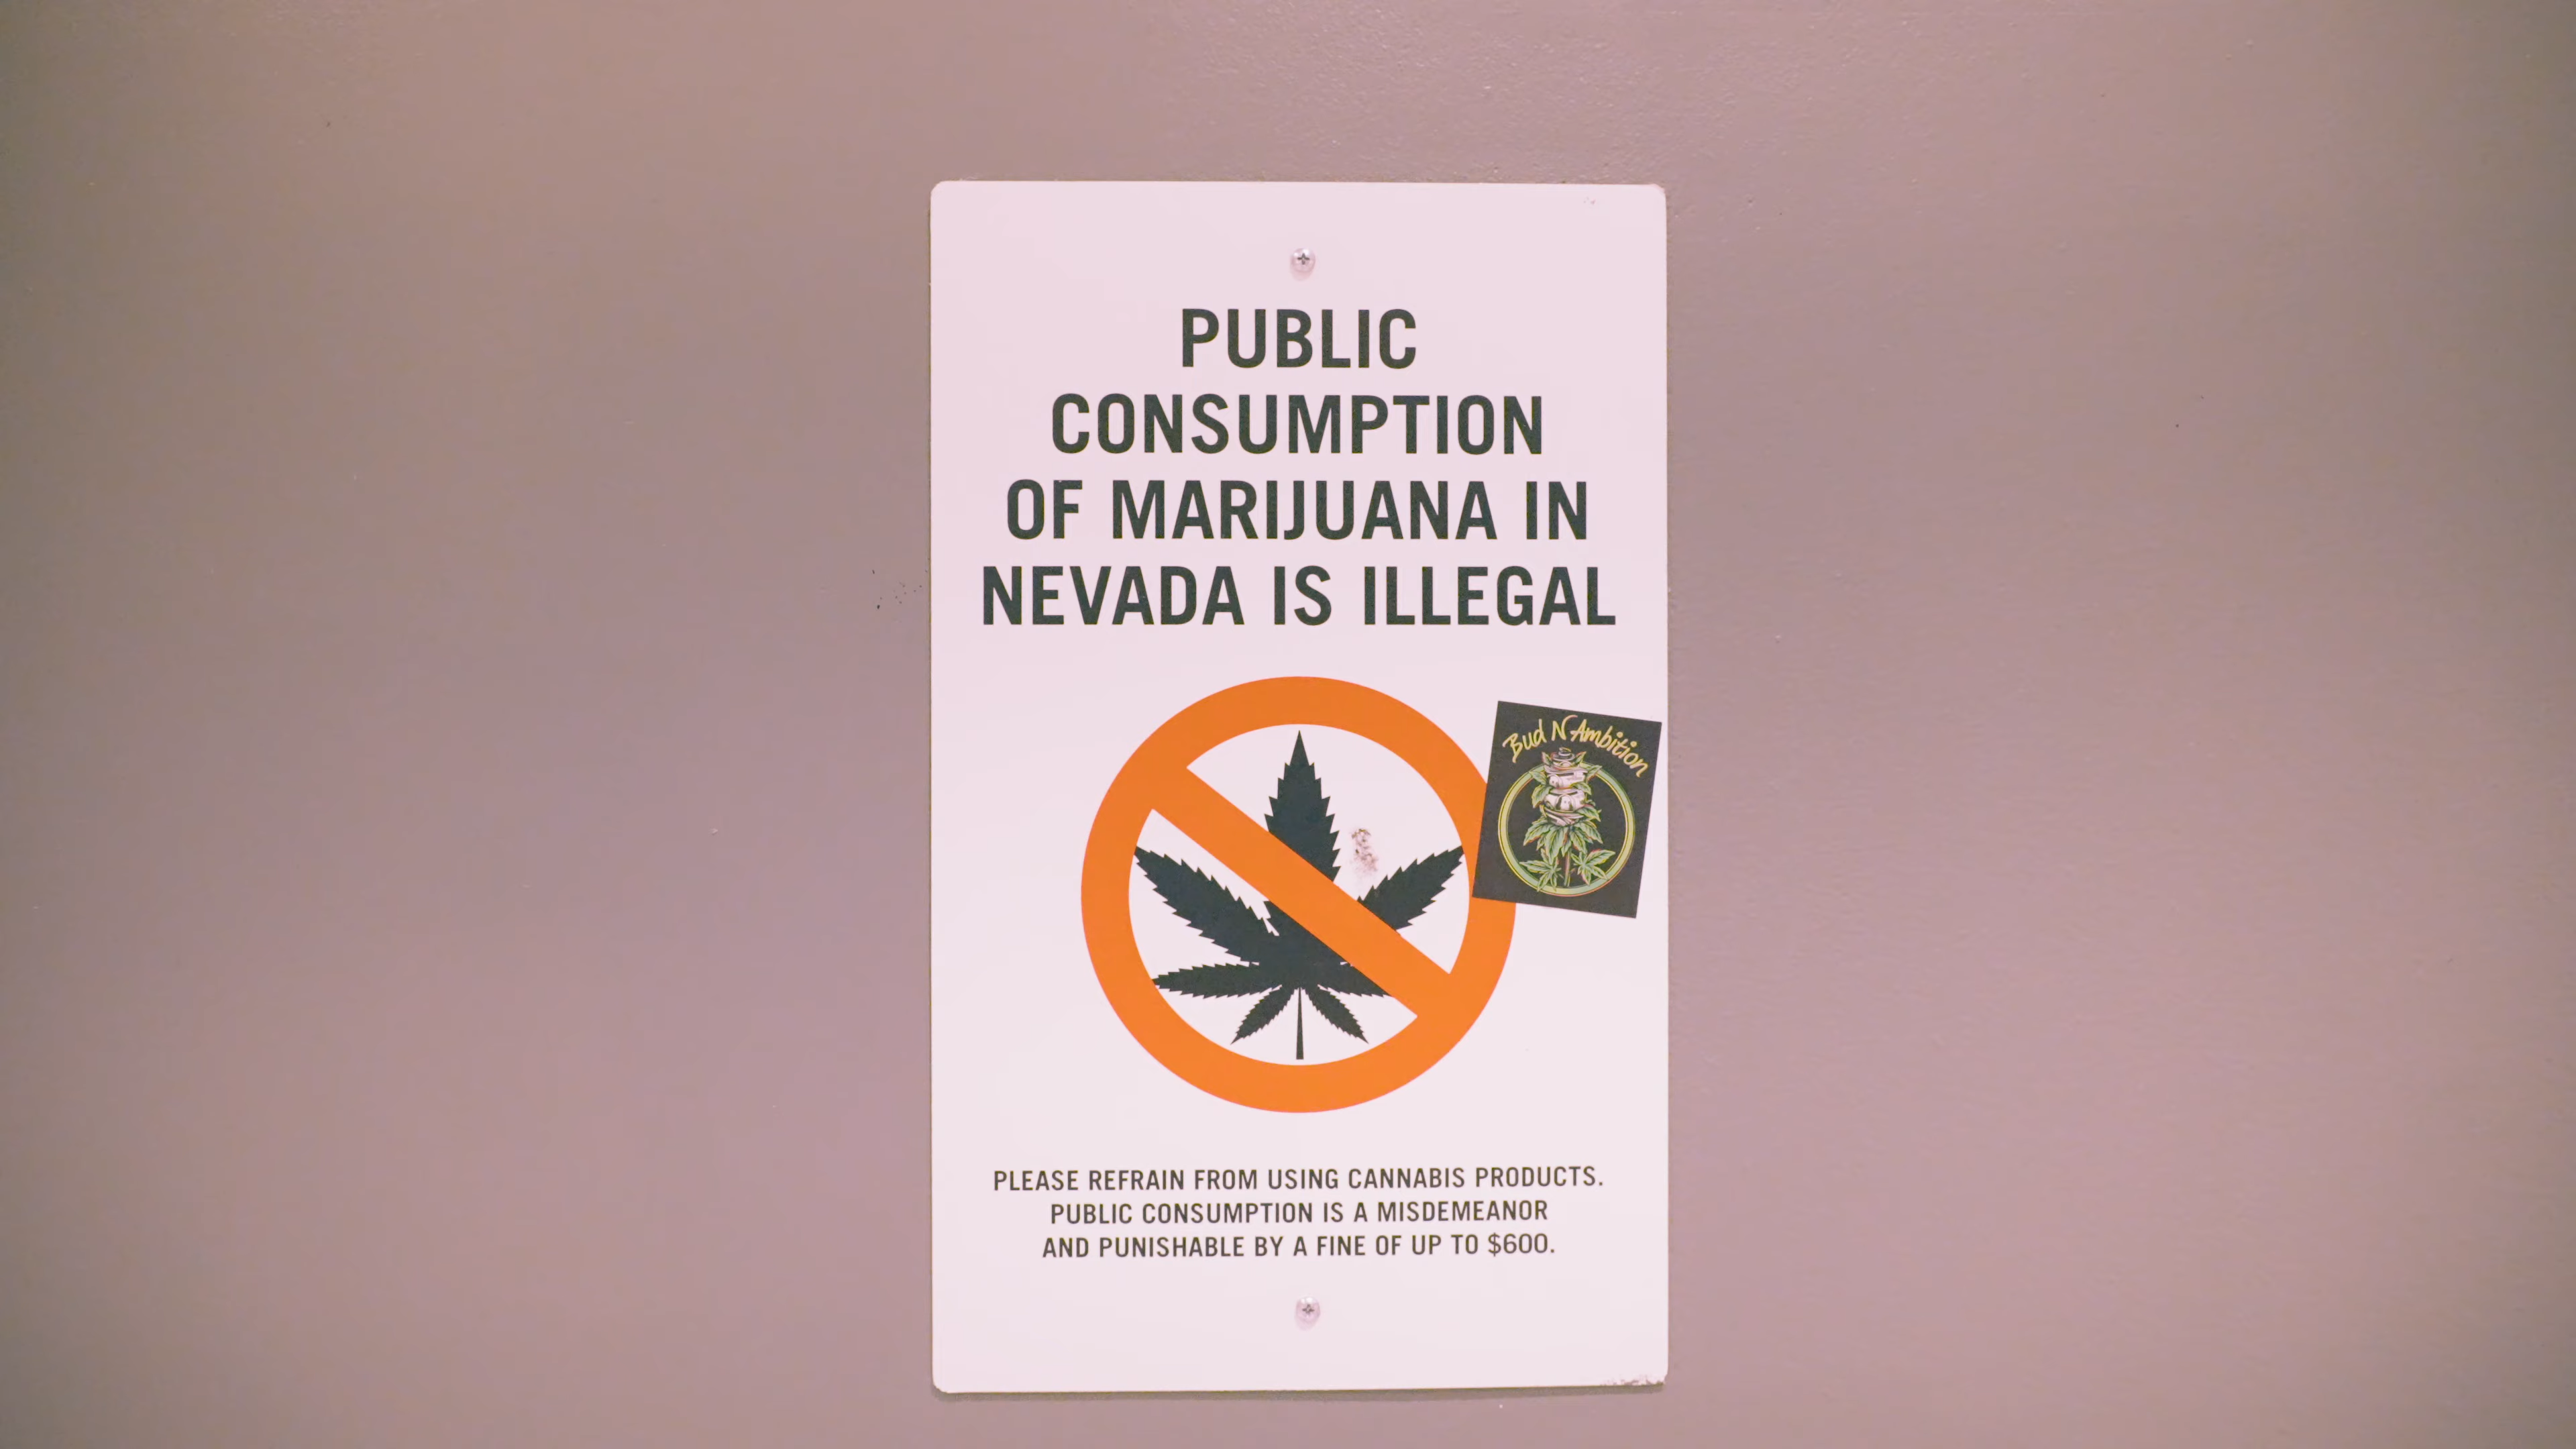 PUBLIC
CONSUMPTION
OF MARIJUANA IN
NEVADA IS ILLEGAL
Bud N Ambition
PLEASE REFRAIN FROM USING CANNABIS PRODUCTS.
PUBLIC CONSUMPTION IS A MISDEMEANOR
AND PUNISHABLE BY A FINE OF UP TO $600.